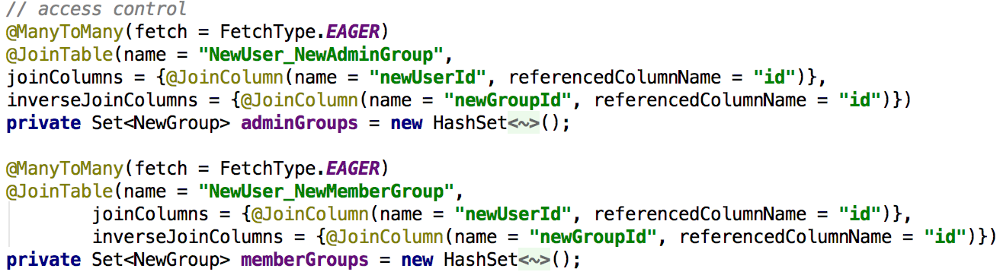 // access control
@ManyToMany(fetch = FetchType.EAGER)
@JoinTable(name = "NewUser_NewAdminGroup",
joinColumns = {@JoinColumn(name = "newUserId", referencedColumnName = "id")},
inverseJoinColumns = {@JoinColumn(name = "newGroupId", referencedColumnName = "id")})
private Set<NewGroup> adminGroups = new HashSet<~>();

@ManyToMany(fetch = FetchType.EAGER)
@JoinTable(name = "NewUser_NewMemberGroup",
        joinColumns = {@JoinColumn(name = "newUserId", referencedColumnName = "id")},
        inverseJoinColumns = {@JoinColumn(name = "newGroupId", referencedColumnName = "id")})
private Set<NewGroup> memberGroups = new HashSet<~>();